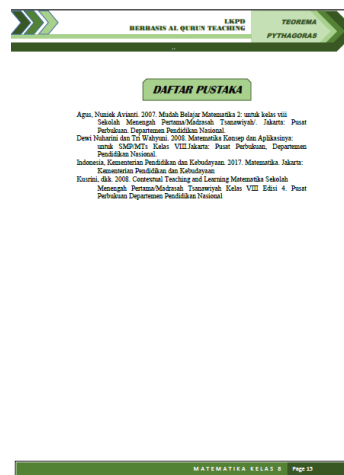 LKPD
BERBASIS AL QURUN TEACHING
TEOREMA
PYTHAGORAS
DAFTAR PUSTAKA
Agus, Nuniek Avianti. 2007. Mudah Belajar Matematika 2: untuk kelas viii
Sekolah Menengah Pertama/Madrasah Tsanawiyah/. Jakarta: Pusat
Perbukuan. Departemen Pendidikan Nasional.
Dewi Nuharini dan Tri Wahyuni. 2008. Matematika Konsep dan Aplikasinya:
untuk SMP/MTs Kelas VIII.Jakarta: Pusat Perbukuan, Departemen
Pendidikan Nasional.
Indonesia, Kementerian Pendidikan dan Kebudayaan. 2017. Matematika. Jakarta:
Kementerian Pendidikan dan Kebudayaan
Kusrini, dkk. 2008. Contextual Teaching and Learning Matematika Sekolah
Menengah Pertama/Madrasah Tsanawiyah Kelas VIII Edisi 4. Pusat
Perbukuan Departemen Pendidikan Nasional
MATEMATIKA KELAS 8 Page 13